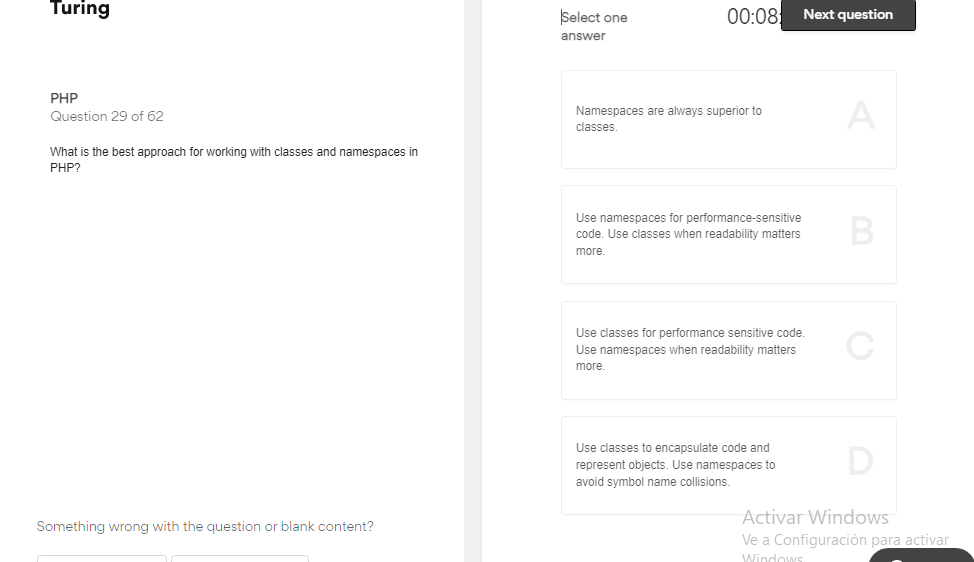 Turing
PHP
Question 29 of 62
What is the best approach for working with classes and namespaces in
PHP?
Something wrong with the question or blank content?
Select one
answer
00:08:
Next question
Namespaces are always superior to
classes.
A
Use namespaces for performance-sensitive
code. Use classes when readability matters
more.
B
Use classes for performance sensitive code.
Use namespaces when readability matters
more.
C
Use classes to encapsulate code and
represent objects. Use namespaces to
avoid symbol name collisions.
D
Activar Windows
Ve a Configuración para activar
Windows